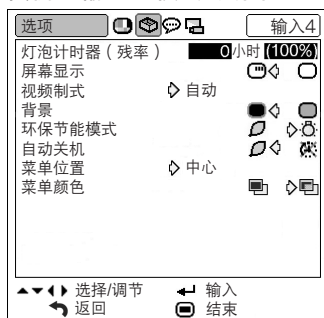 选项 输入4
灯泡计时器(残率) 0小时(100%)
屏幕显示
视频制式 自动
背景
环保节能模式
自动关机
菜单位置 中心
菜单颜色
选择/调节 输入
返回 结束